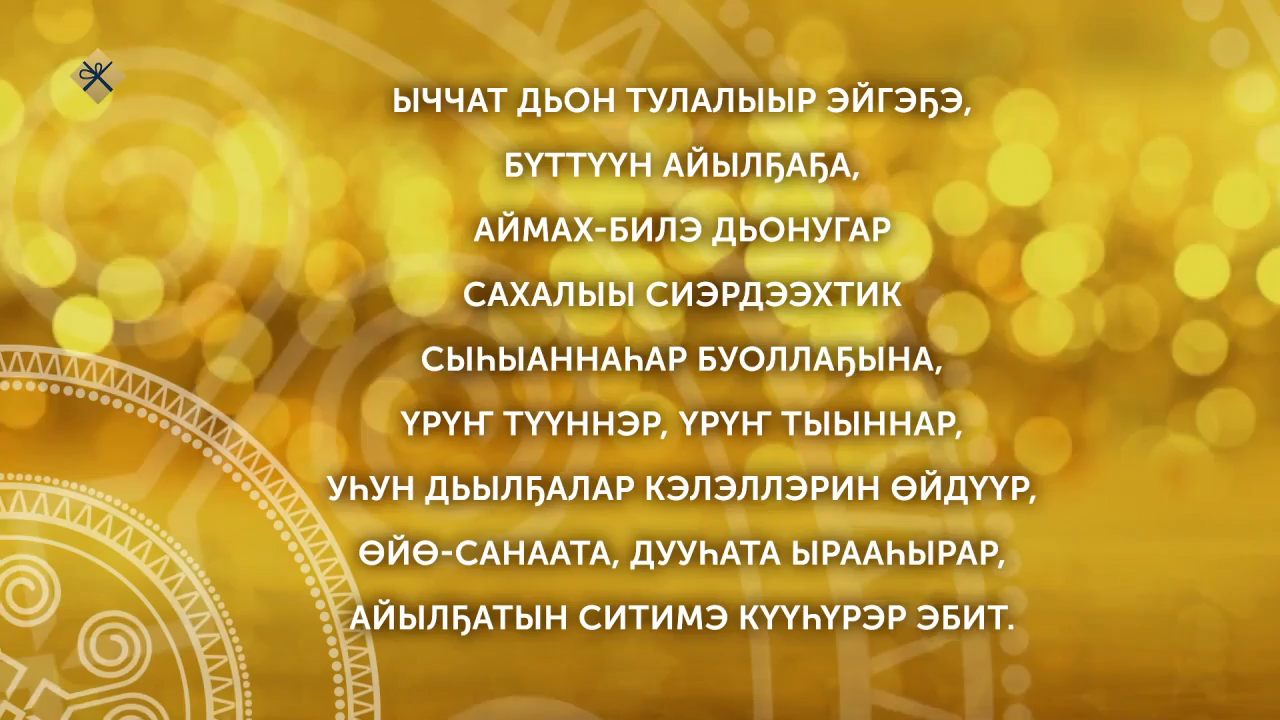 ЫЧЧАТ ДЬОН ТУЛАЛЫЫР ЭЙГЭҔЭ,
БҮТТҮҮН АЙЫЛҔАҔА,
АЙМАХ-БИЛЭ ДЬОНУГАР
САХАЛЫЫ СИЭРДЭЭХТИК
СЫҺЫАННАҺАР БУОЛЛАҔЫНА,
ҮРҮҤ ТҮҮННЭР, ҮРҮҤ ТЫЫННАР,
УҺУН ДЬЫЛҔАЛАР КЭЛЭЛЛЭРИН ӨЙДҮҮР,
ӨЙӨ-САНААТА, ДУУҺАТА ЫРААҺЫРАР,
АЙЫЛҔАТЫН СИТИМЭ КҮҮҺҮРЭР ЭБИТ.